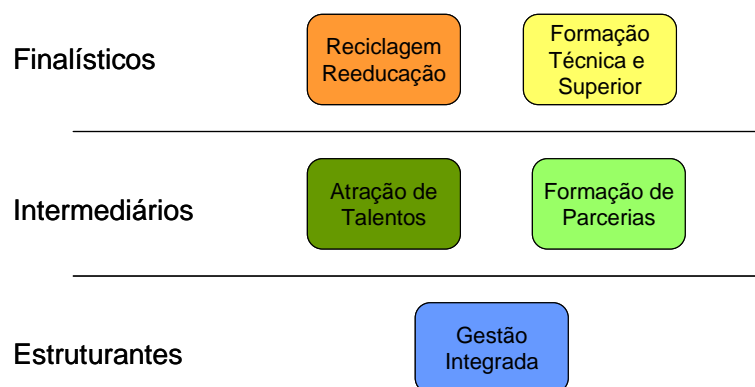 Finalísticos
Reciclagem
Reeducação
Formação
Técnica e
Superior
Intermediários
Atração de
Talentos
Formação de
Parcerias
Estruturantes
Gestão
Integrada